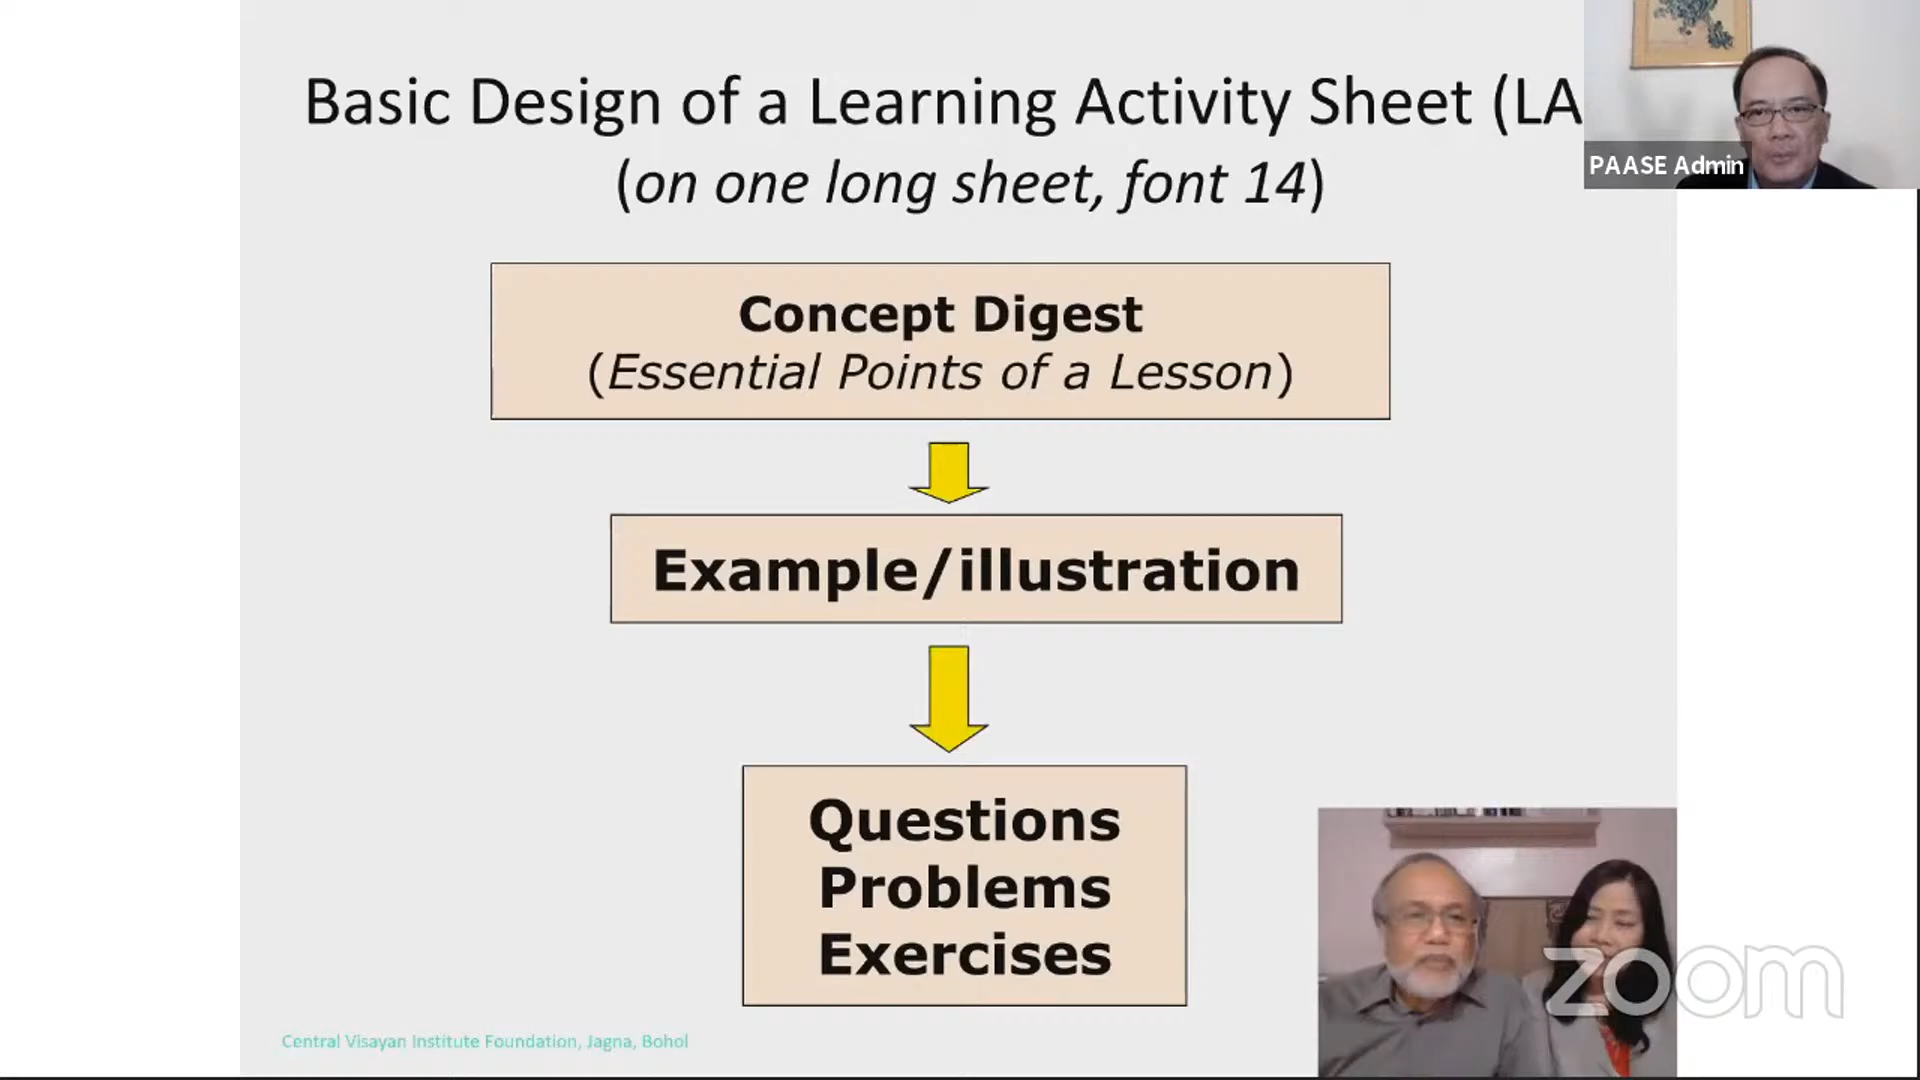 Basic Design of a Learning Activity Sheet (LA
(on one long sheet, font 14)
PAASE Admin
Concept Digest
(Essential Points of a Lesson)
Example/illustration
Questions
Problems
Exercises
zoom
Central Visayan Institute Foundation, Jagna, Bohol